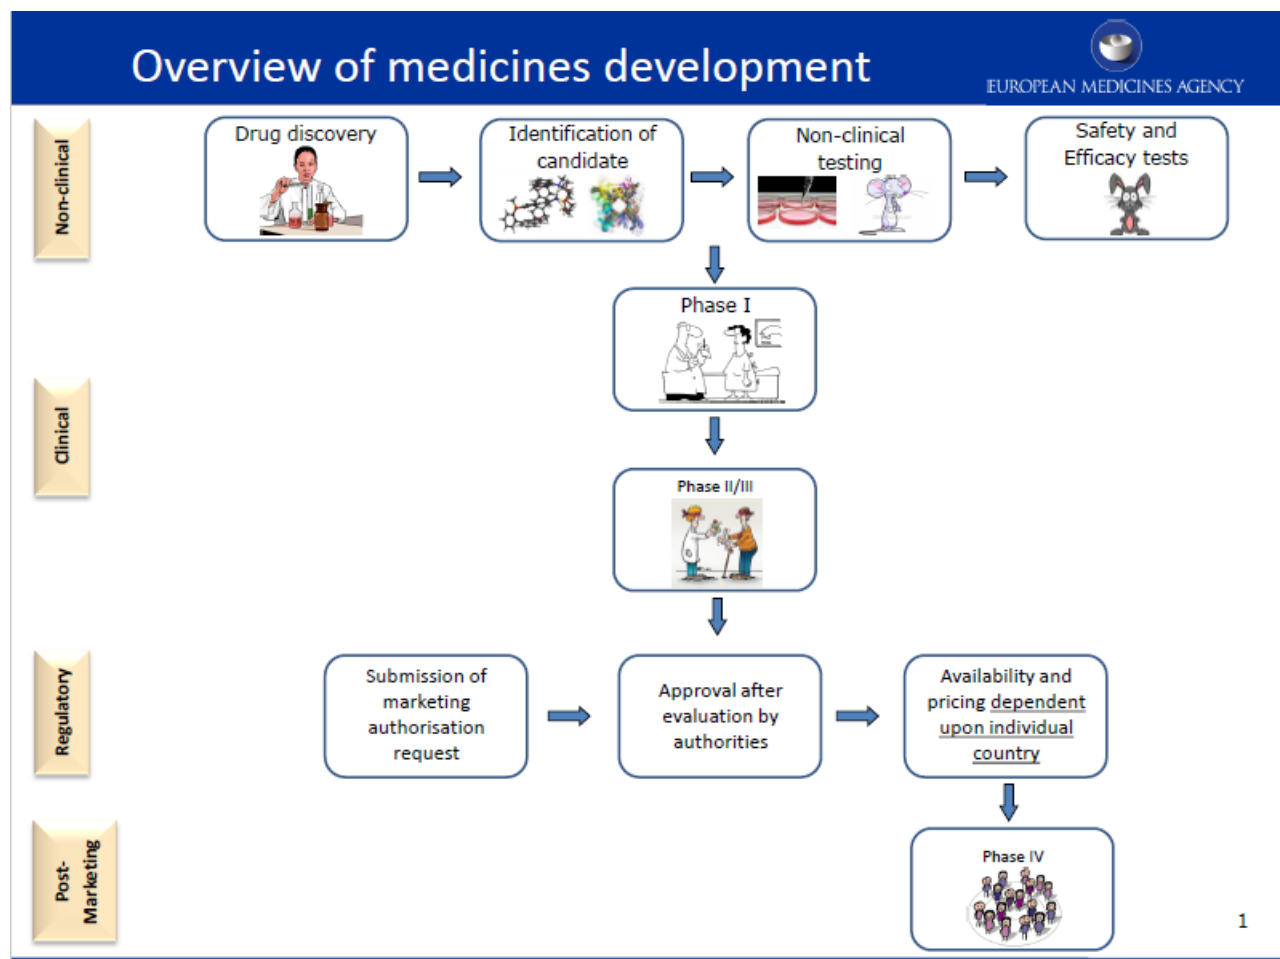 Overview of medicines development
EUROPEAN MEDICINES AGENCY
Non-clinical
Drug discovery
Identification of
candidate
Non-clinical
testing
Safety and
Efficacy tests
Phase I
Clinical
Phase II/III
Regulatory
Submission of
marketing
authorisation
request
Approval after
evaluation by
authorities
Availability and
pricing dependent
upon individual
country
Post-
Marketing
Phase IV
1